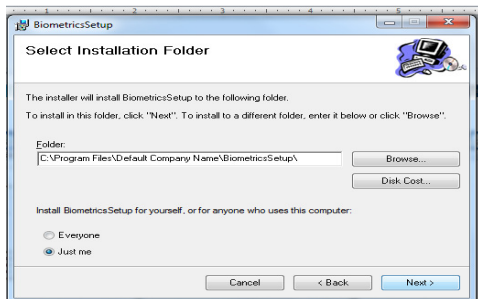 BiometricsSetup
Select Installation Folder
The installer will install BiometricsSetup to the following folder.
To install in this folder, click "Next". To install to a different folder, enter it below or click "Browse".
Folder:
C:\Program Files\Default Company Name\BiometricsSetup\
Browse...
Disk Cost...
Install BiometricsSetup for yourself, or for anyone who uses this computer:
Everyone
Just me
Cancel
< Back
Next >